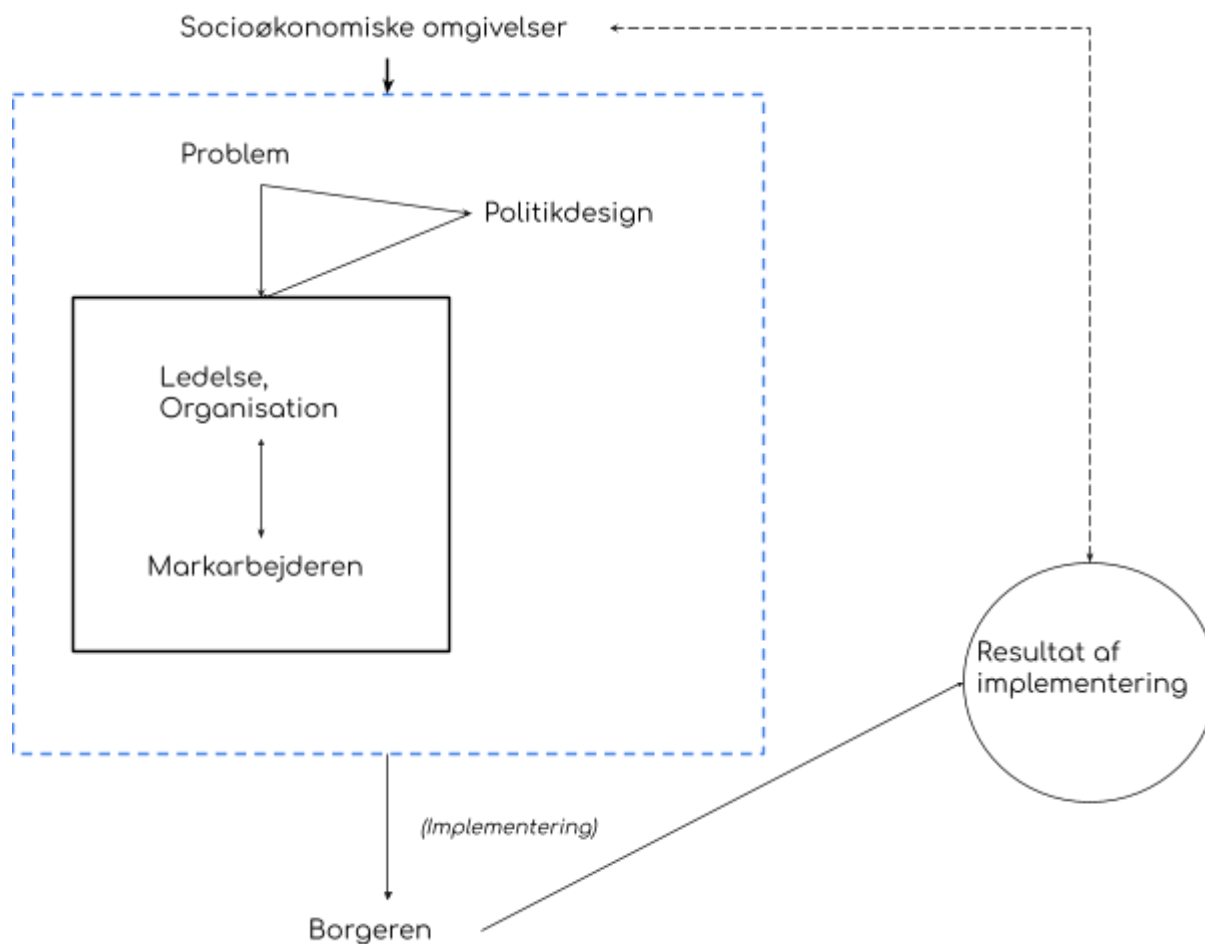 Socioøkonomiske omgivelser
Problem
Politikdesign
Ledelse,
Organisation
Markarbejderen
Resultat af
implementering
(Implementering)
Borgeren